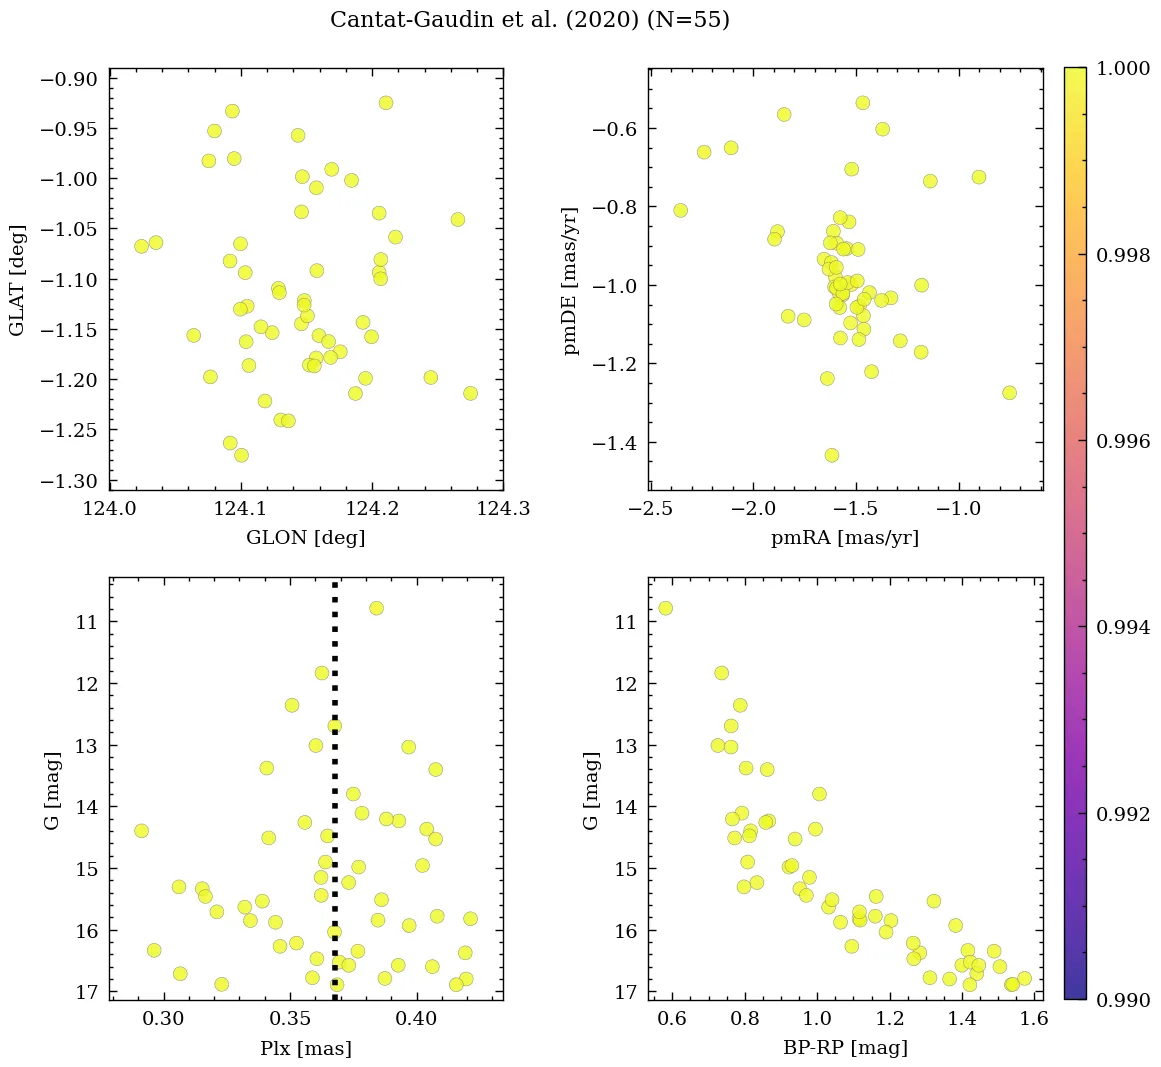 Cantat-Gaudin et al. (2020) (N=55)
−0.90
−0.95
−1.00
−1.05
−1.10
−1.15
−1.20
−1.25
−1.30
GLAT [deg]
124.0 124.1 124.2 124.3
GLON [deg]
−0.6
−0.8
−1.0
−1.2
−1.4
pmDE [mas/yr]
−2.5 −2.0 −1.5 −1.0
pmRA [mas/yr]
11
12
13
14
15
16
17
G [mag]
0.30 0.35 0.40
Plx [mas]
11
12
13
14
15
16
17
G [mag]
0.6 0.8 1.0 1.2 1.4 1.6
BP-RP [mag]
1.000
0.998
0.996
0.994
0.992
0.990